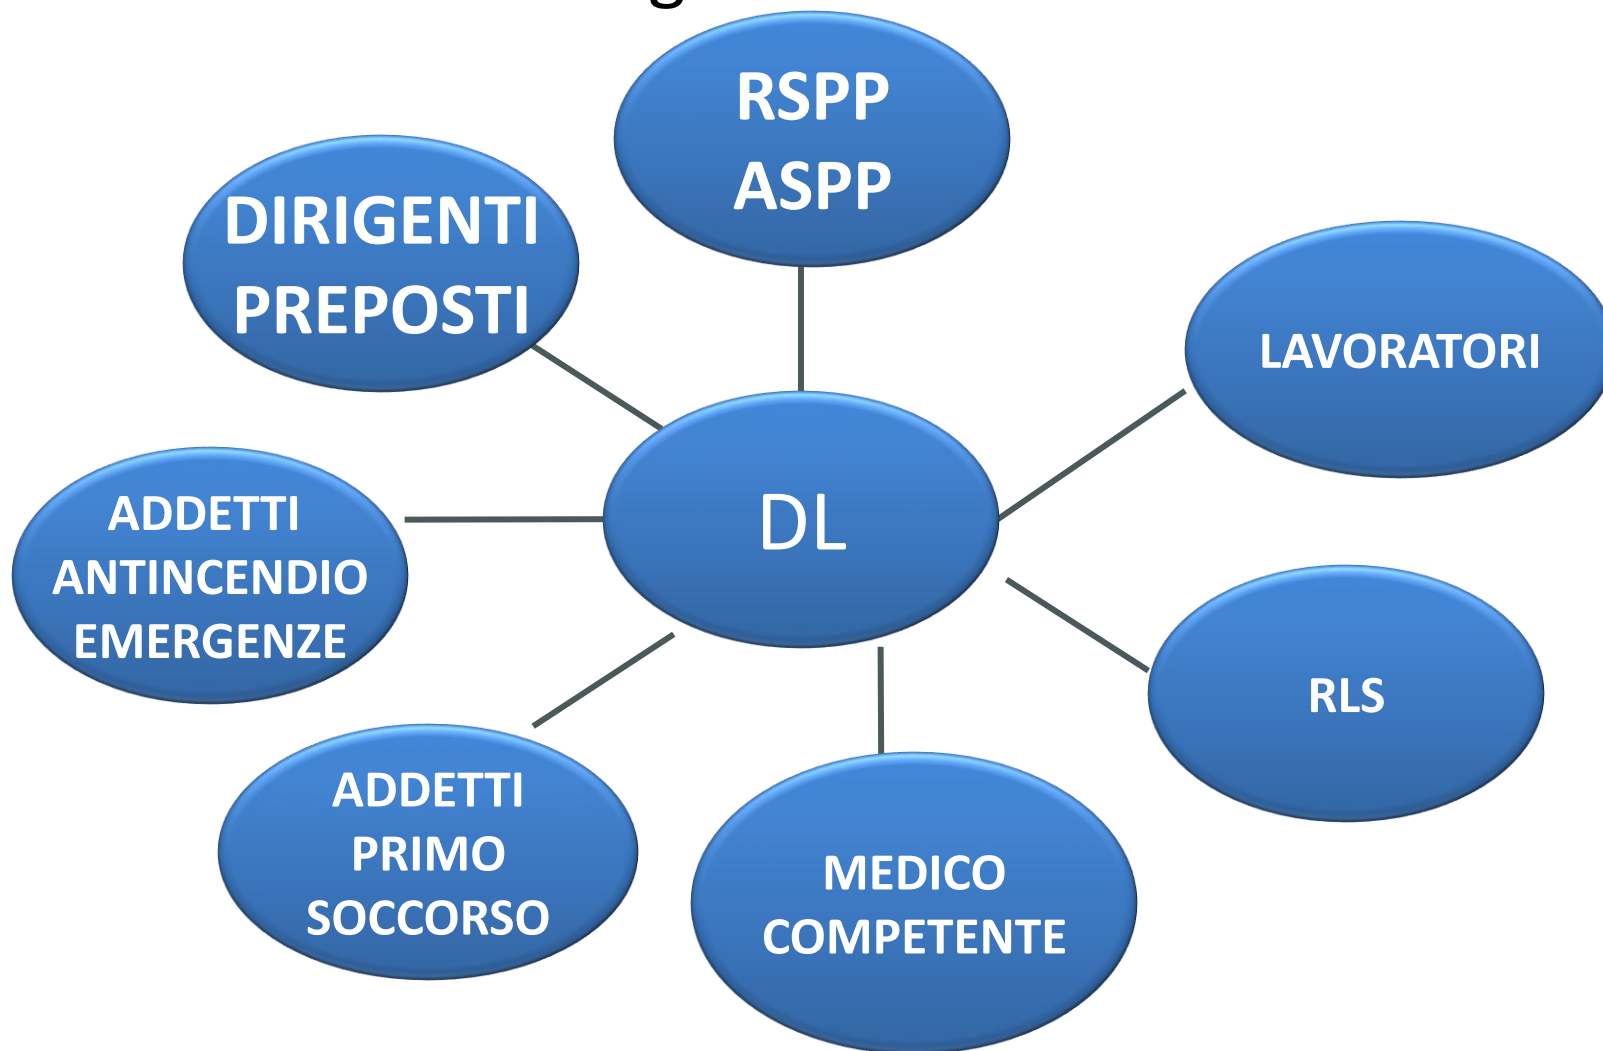 RSPP
ASPP
DIRIGENTI
PREPOSTI
LAVORATORI
DL
ADDETTI
ANTINCENDIO
EMERGENZE
RLS
ADDETTI
PRIMO
SOCCORSO
MEDICO
COMPETENTE